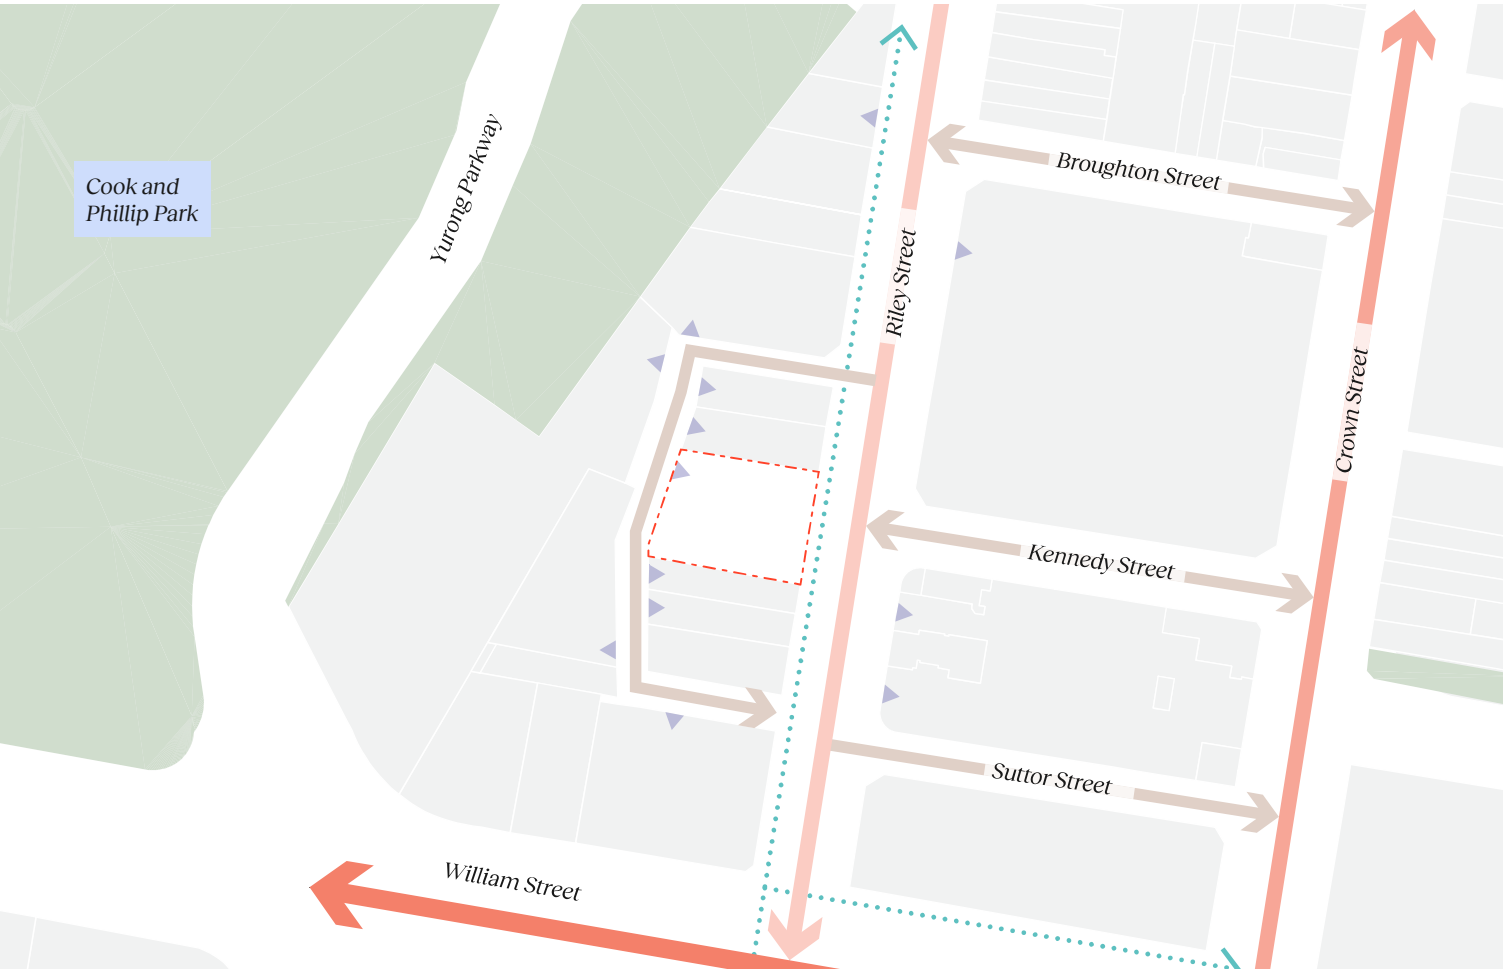 Yurong Parkway
Broughton Street
Cook and
Phillip Park
Riley Street
Crown Street
Kennedy Street
Suttor Street
William Street